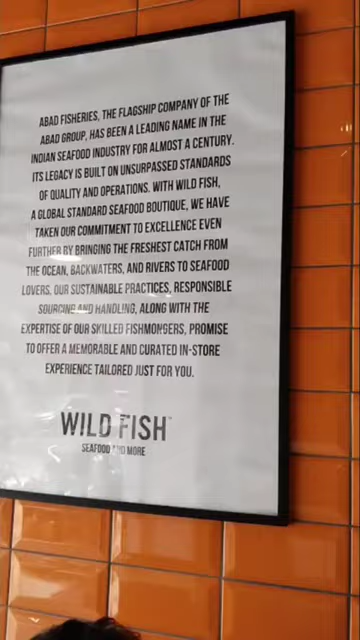 ABAD FISHERIES, THE FLAGSHIP COMPANY OF THE
ABAD GROUP, HAS BEEN A LEADING NAME IN THE
INDIAN SEAFOOD INDUSTRY FOR ALMOST A CENTURY.
ITS LEGACY IS BUILT ON UNSURPASSED STANDARDS
OF QUALITY AND OPERATIONS. WITH WILD FISH,
A GLOBAL STANDARD SEAFOOD BOUTIQUE, WE HAVE
TAKEN OUR COMMITMENT TO EXCELLENCE EVEN
FURTHER BY BRINGING THE FRESHEST CATCH FROM
THE OCEAN, BACKWATERS, AND RIVERS TO SEAFOOD
LOVERS. OUR SUSTAINABLE PRACTICES, RESPONSIBLE
SOURCING AND HANDLING, ALONG WITH THE
EXPERTISE OF OUR SKILLED FISHMONGERS, PROMISE
TO OFFER A MEMORABLE AND CURATED IN-STORE
EXPERIENCE TAILORED JUST FOR YOU.
WILD FISH™
SEAFOOD AND MORE